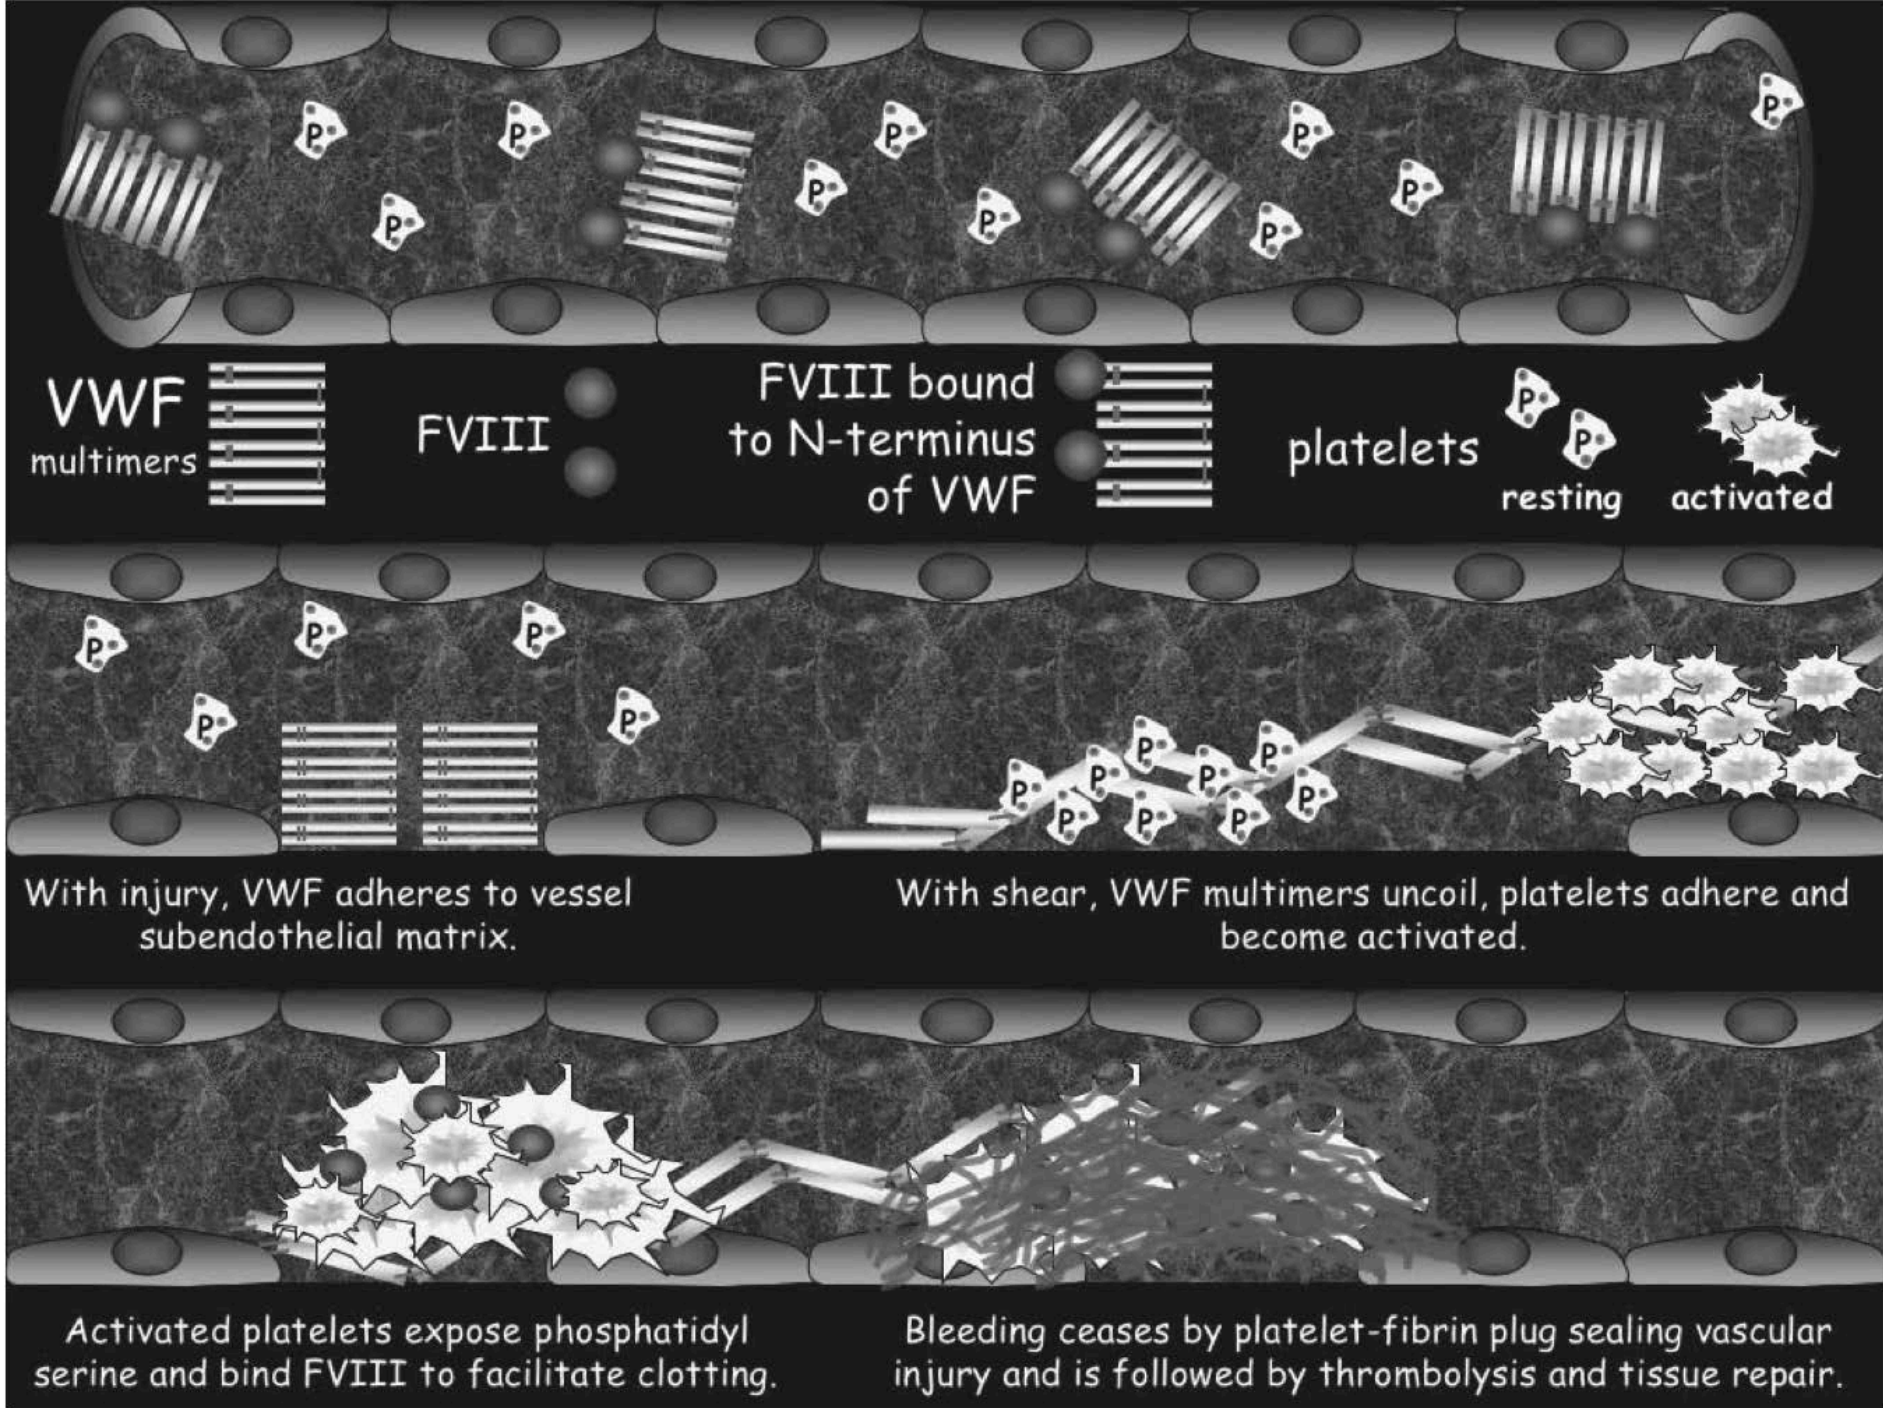 P P P P P P P P P P
VWF
multimers
FVIII
FVIII bound
to N-terminus
of VWF
platelets
P P
resting
activated
P P P P P
P P P P P P P P P
With injury, VWF adheres to vessel
subendothelial matrix.
With shear, VWF multimers uncoil, platelets adhere and
become activated.
Activated platelets expose phosphatidyl
serine and bind FVIII to facilitate clotting.
Bleeding ceases by platelet-fibrin plug sealing vascular
injury and is followed by thrombolysis and tissue repair.